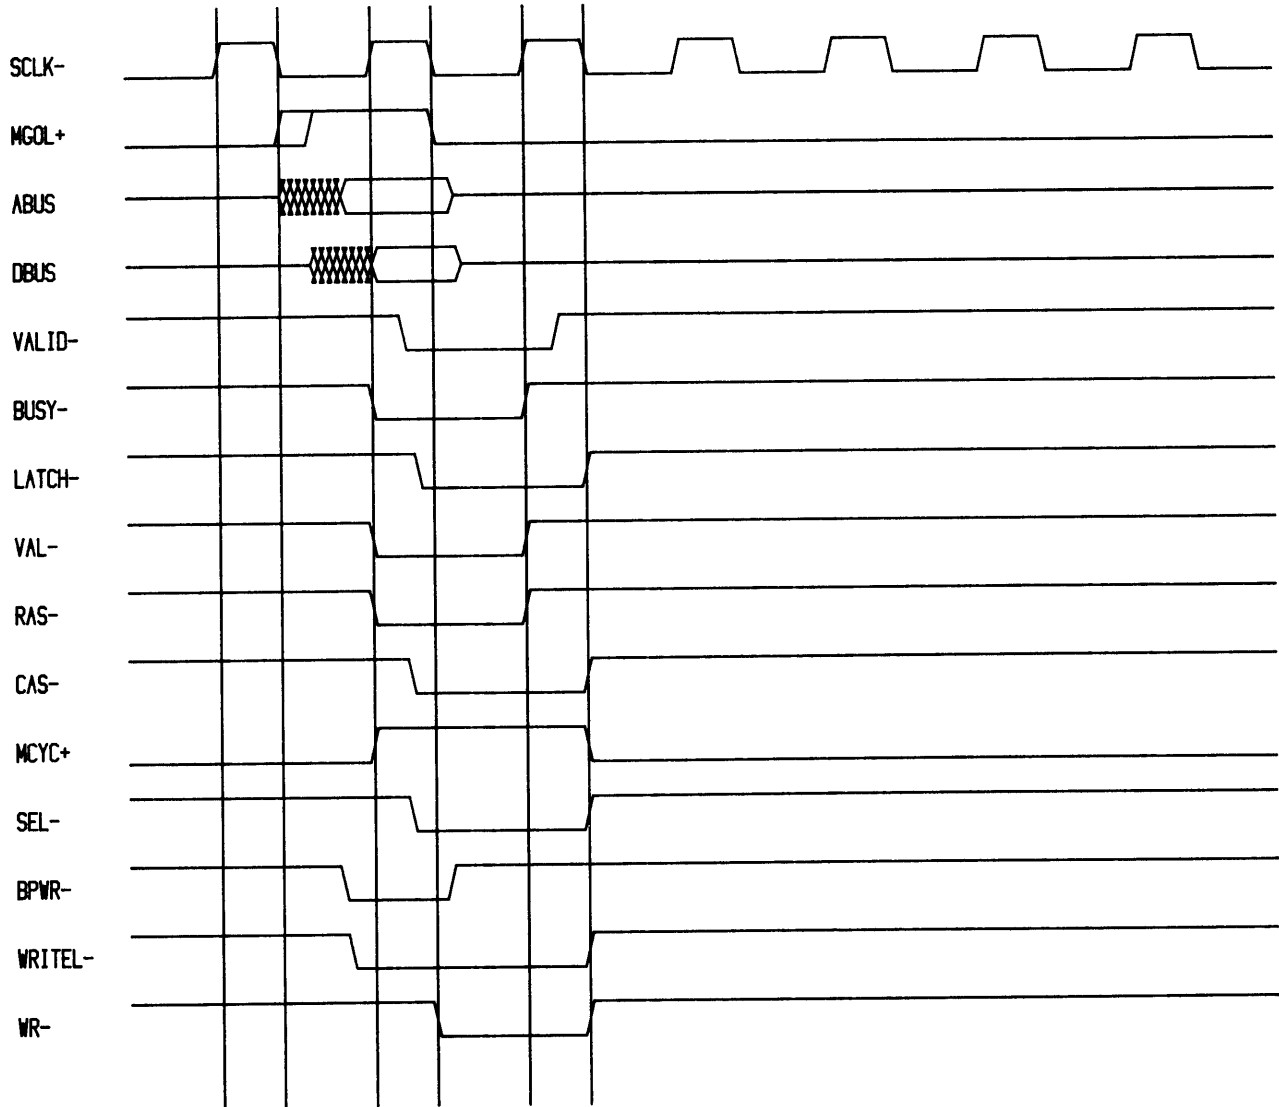 SCLK-
MGOL+
ABUS
DBUS
VALID-
BUSY-
LATCH-
VAL-
RAS-
CAS-
MCYC+
SEL-
BPWR-
WRITEL-
WR-